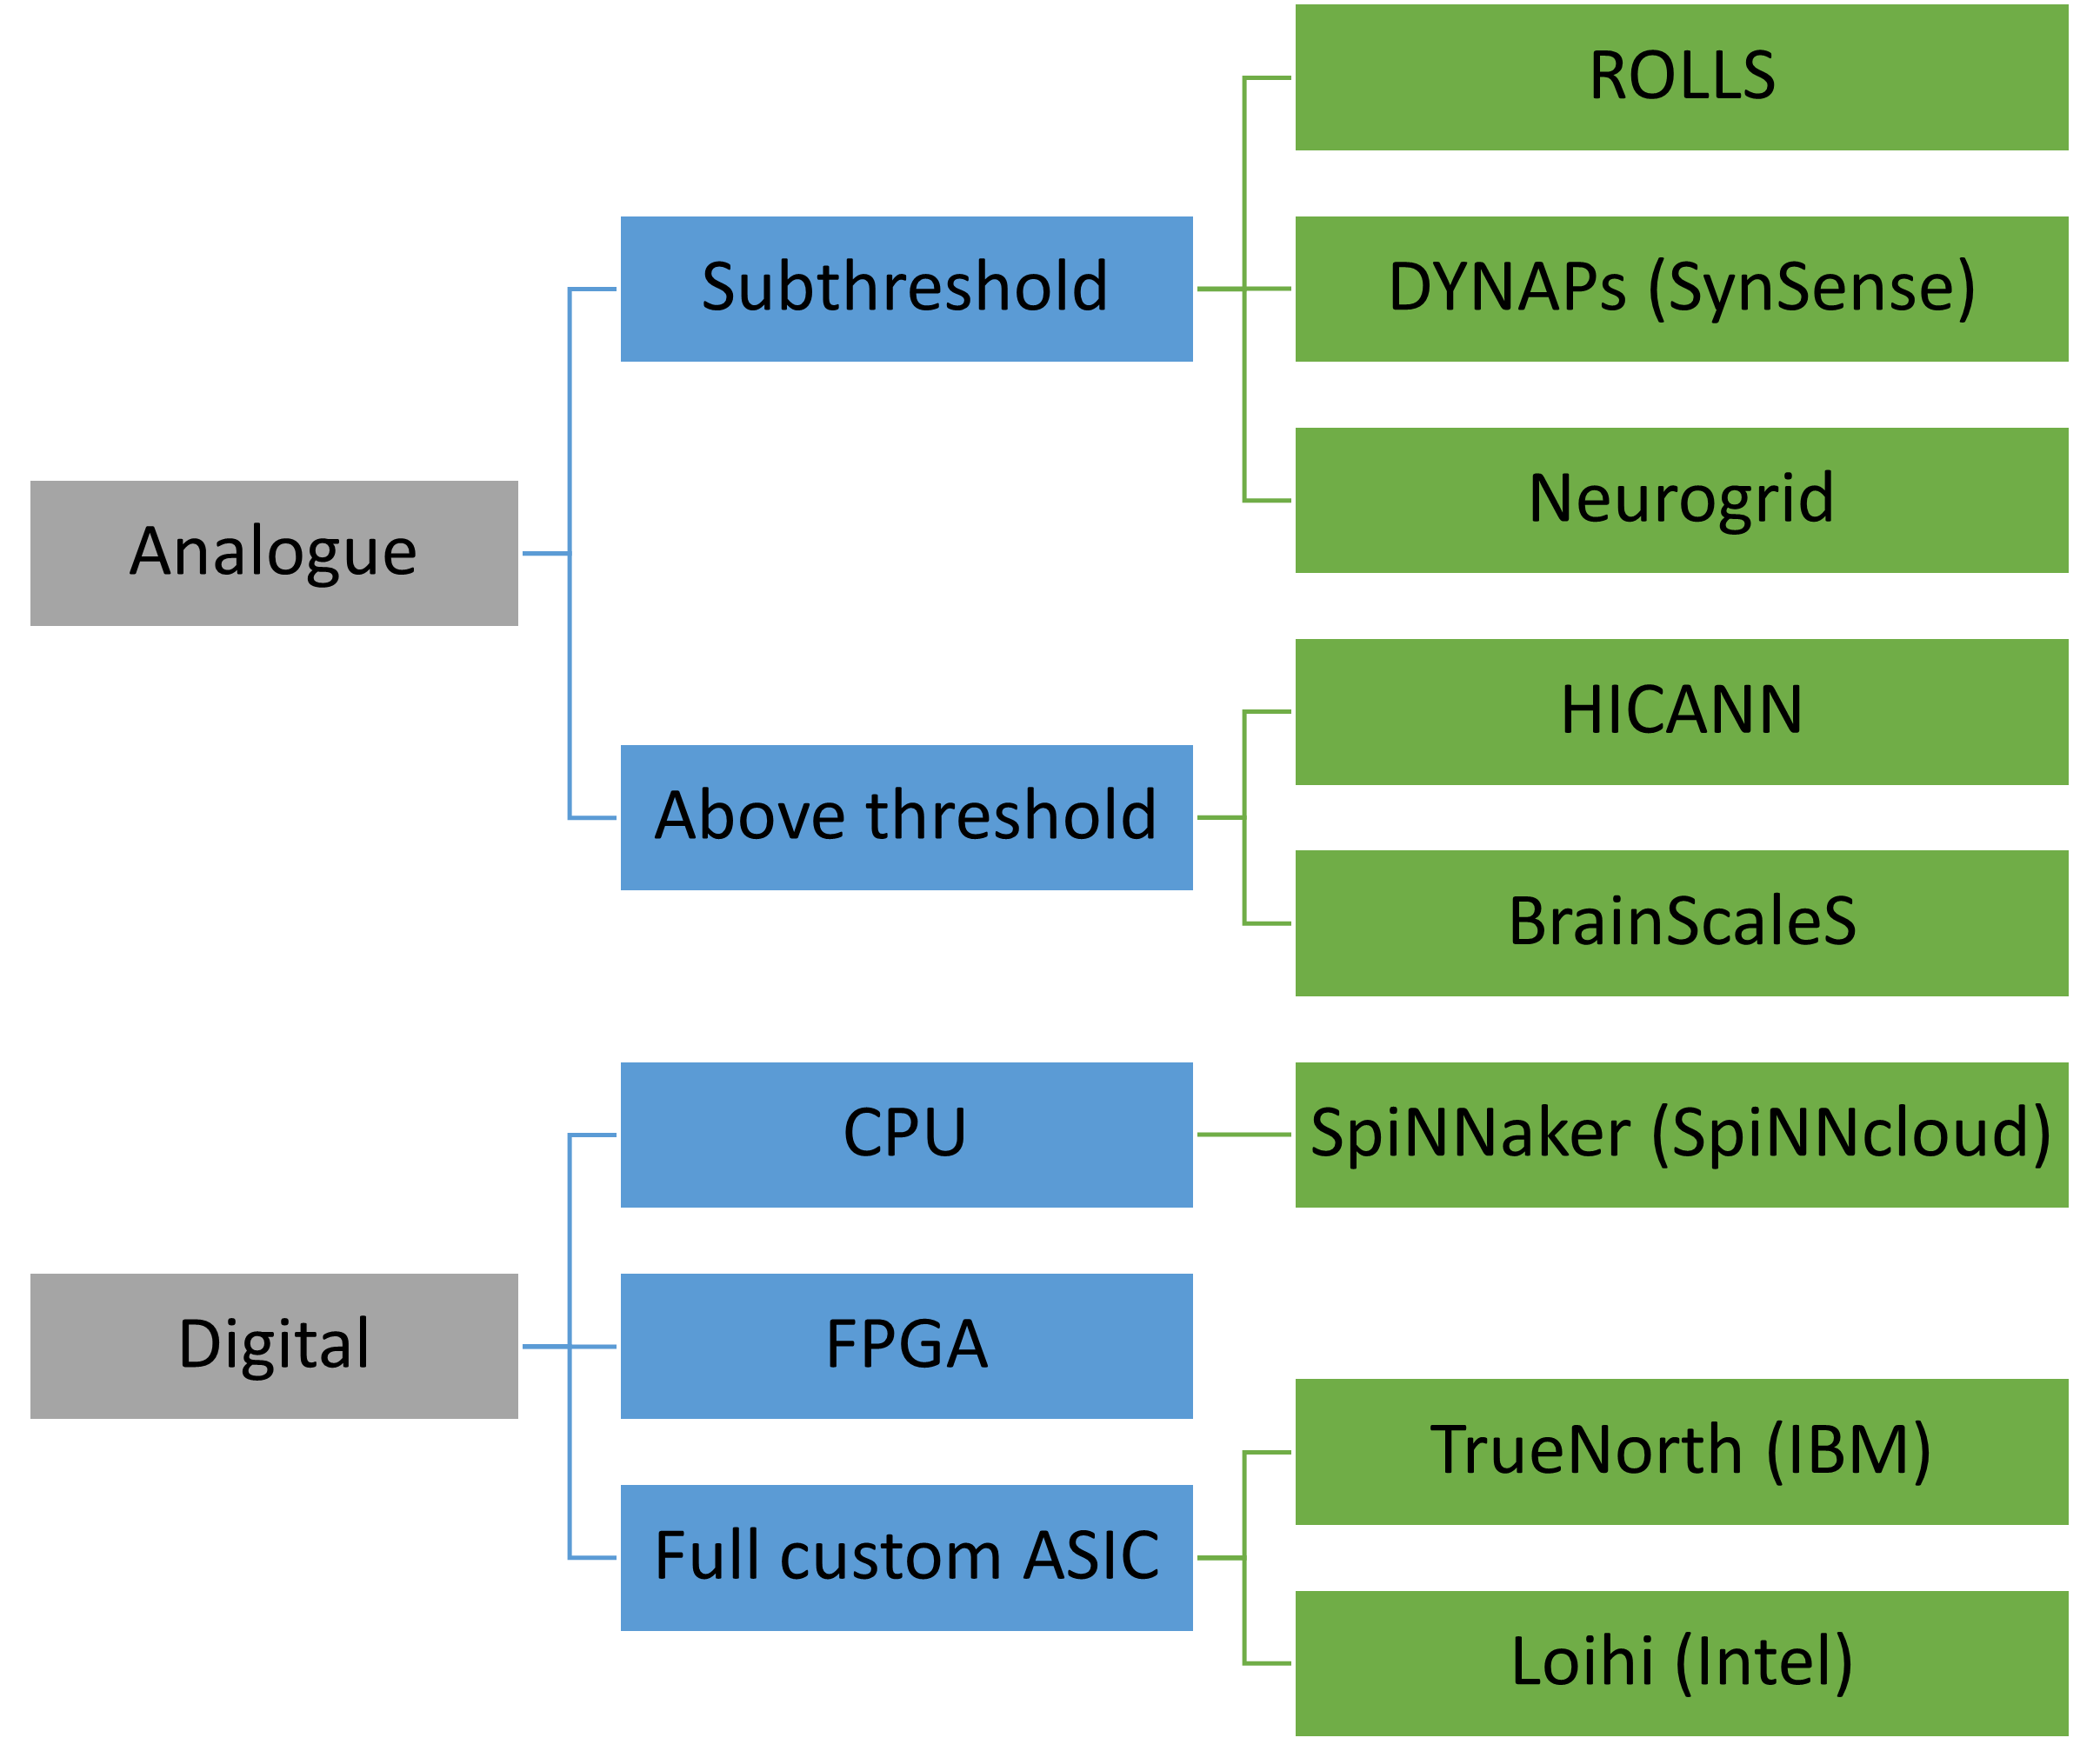 Analogue
Subthreshold
ROLLS
DYNAPs (SynSense)
Neurogrid
Above threshold
HICANN
BrainScaleS
Digital
CPU
SpiNNaker (SpiNNcloud)
FPGA
Full custom ASIC
TrueNorth (IBM)
Loihi (Intel)